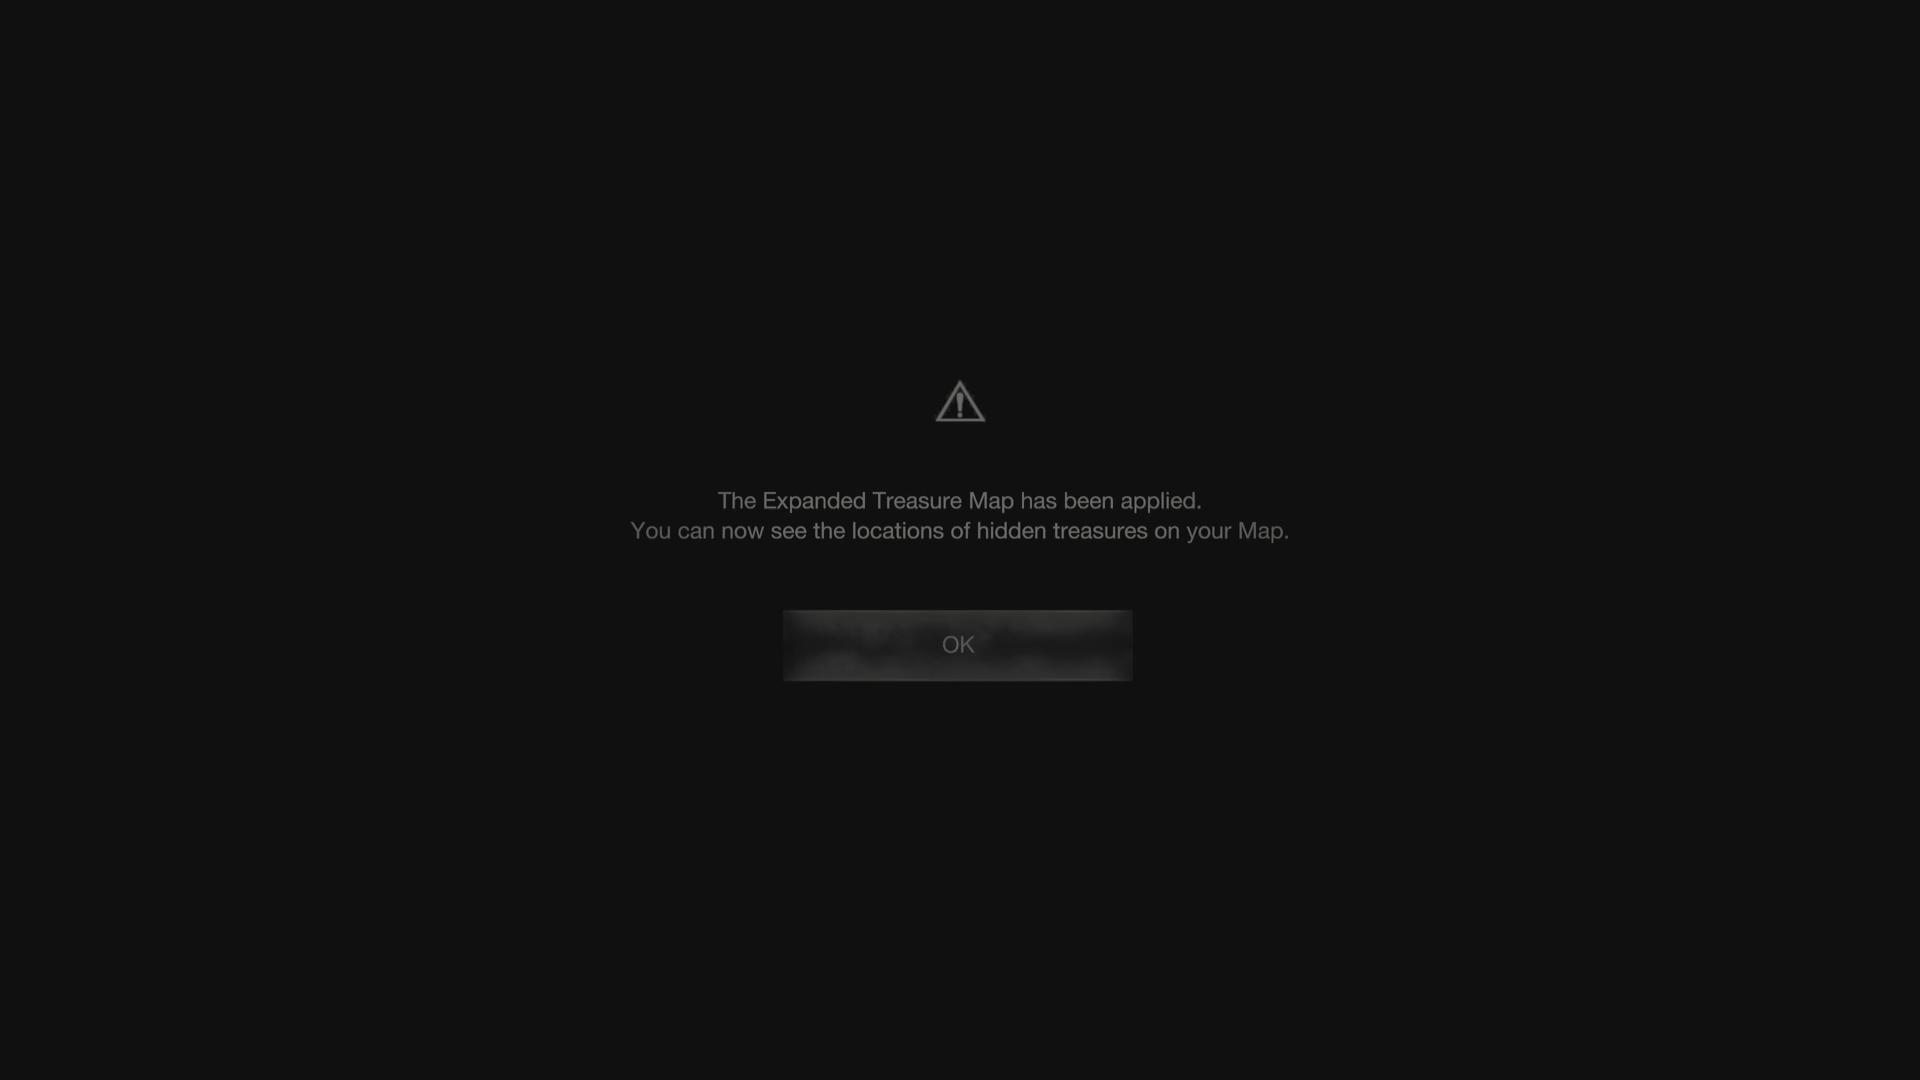 The Expanded Treasure Map has been applied.
You can now see the locations of hidden treasures on your Map.
OK